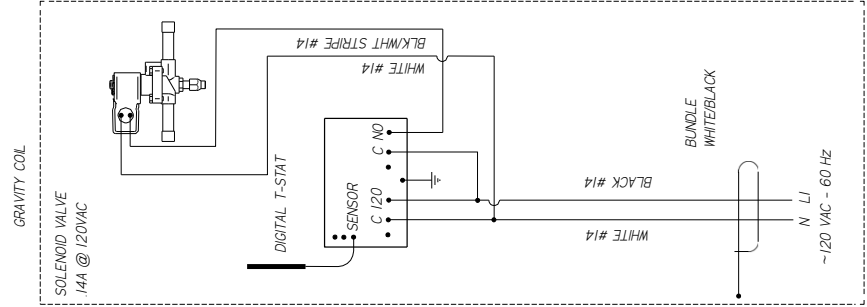 GRAVITY COIL
SOLENOID VALVE
.14A @ 120VAC
BLK/WHT STRIPE #14
WHITE #14
DIGITAL T-STAT
SENSOR
C NO
C 120
BUNDLE
WHITE/BLACK
BLACK #14
WHITE #14
N L1
~120 VAC - 60 Hz